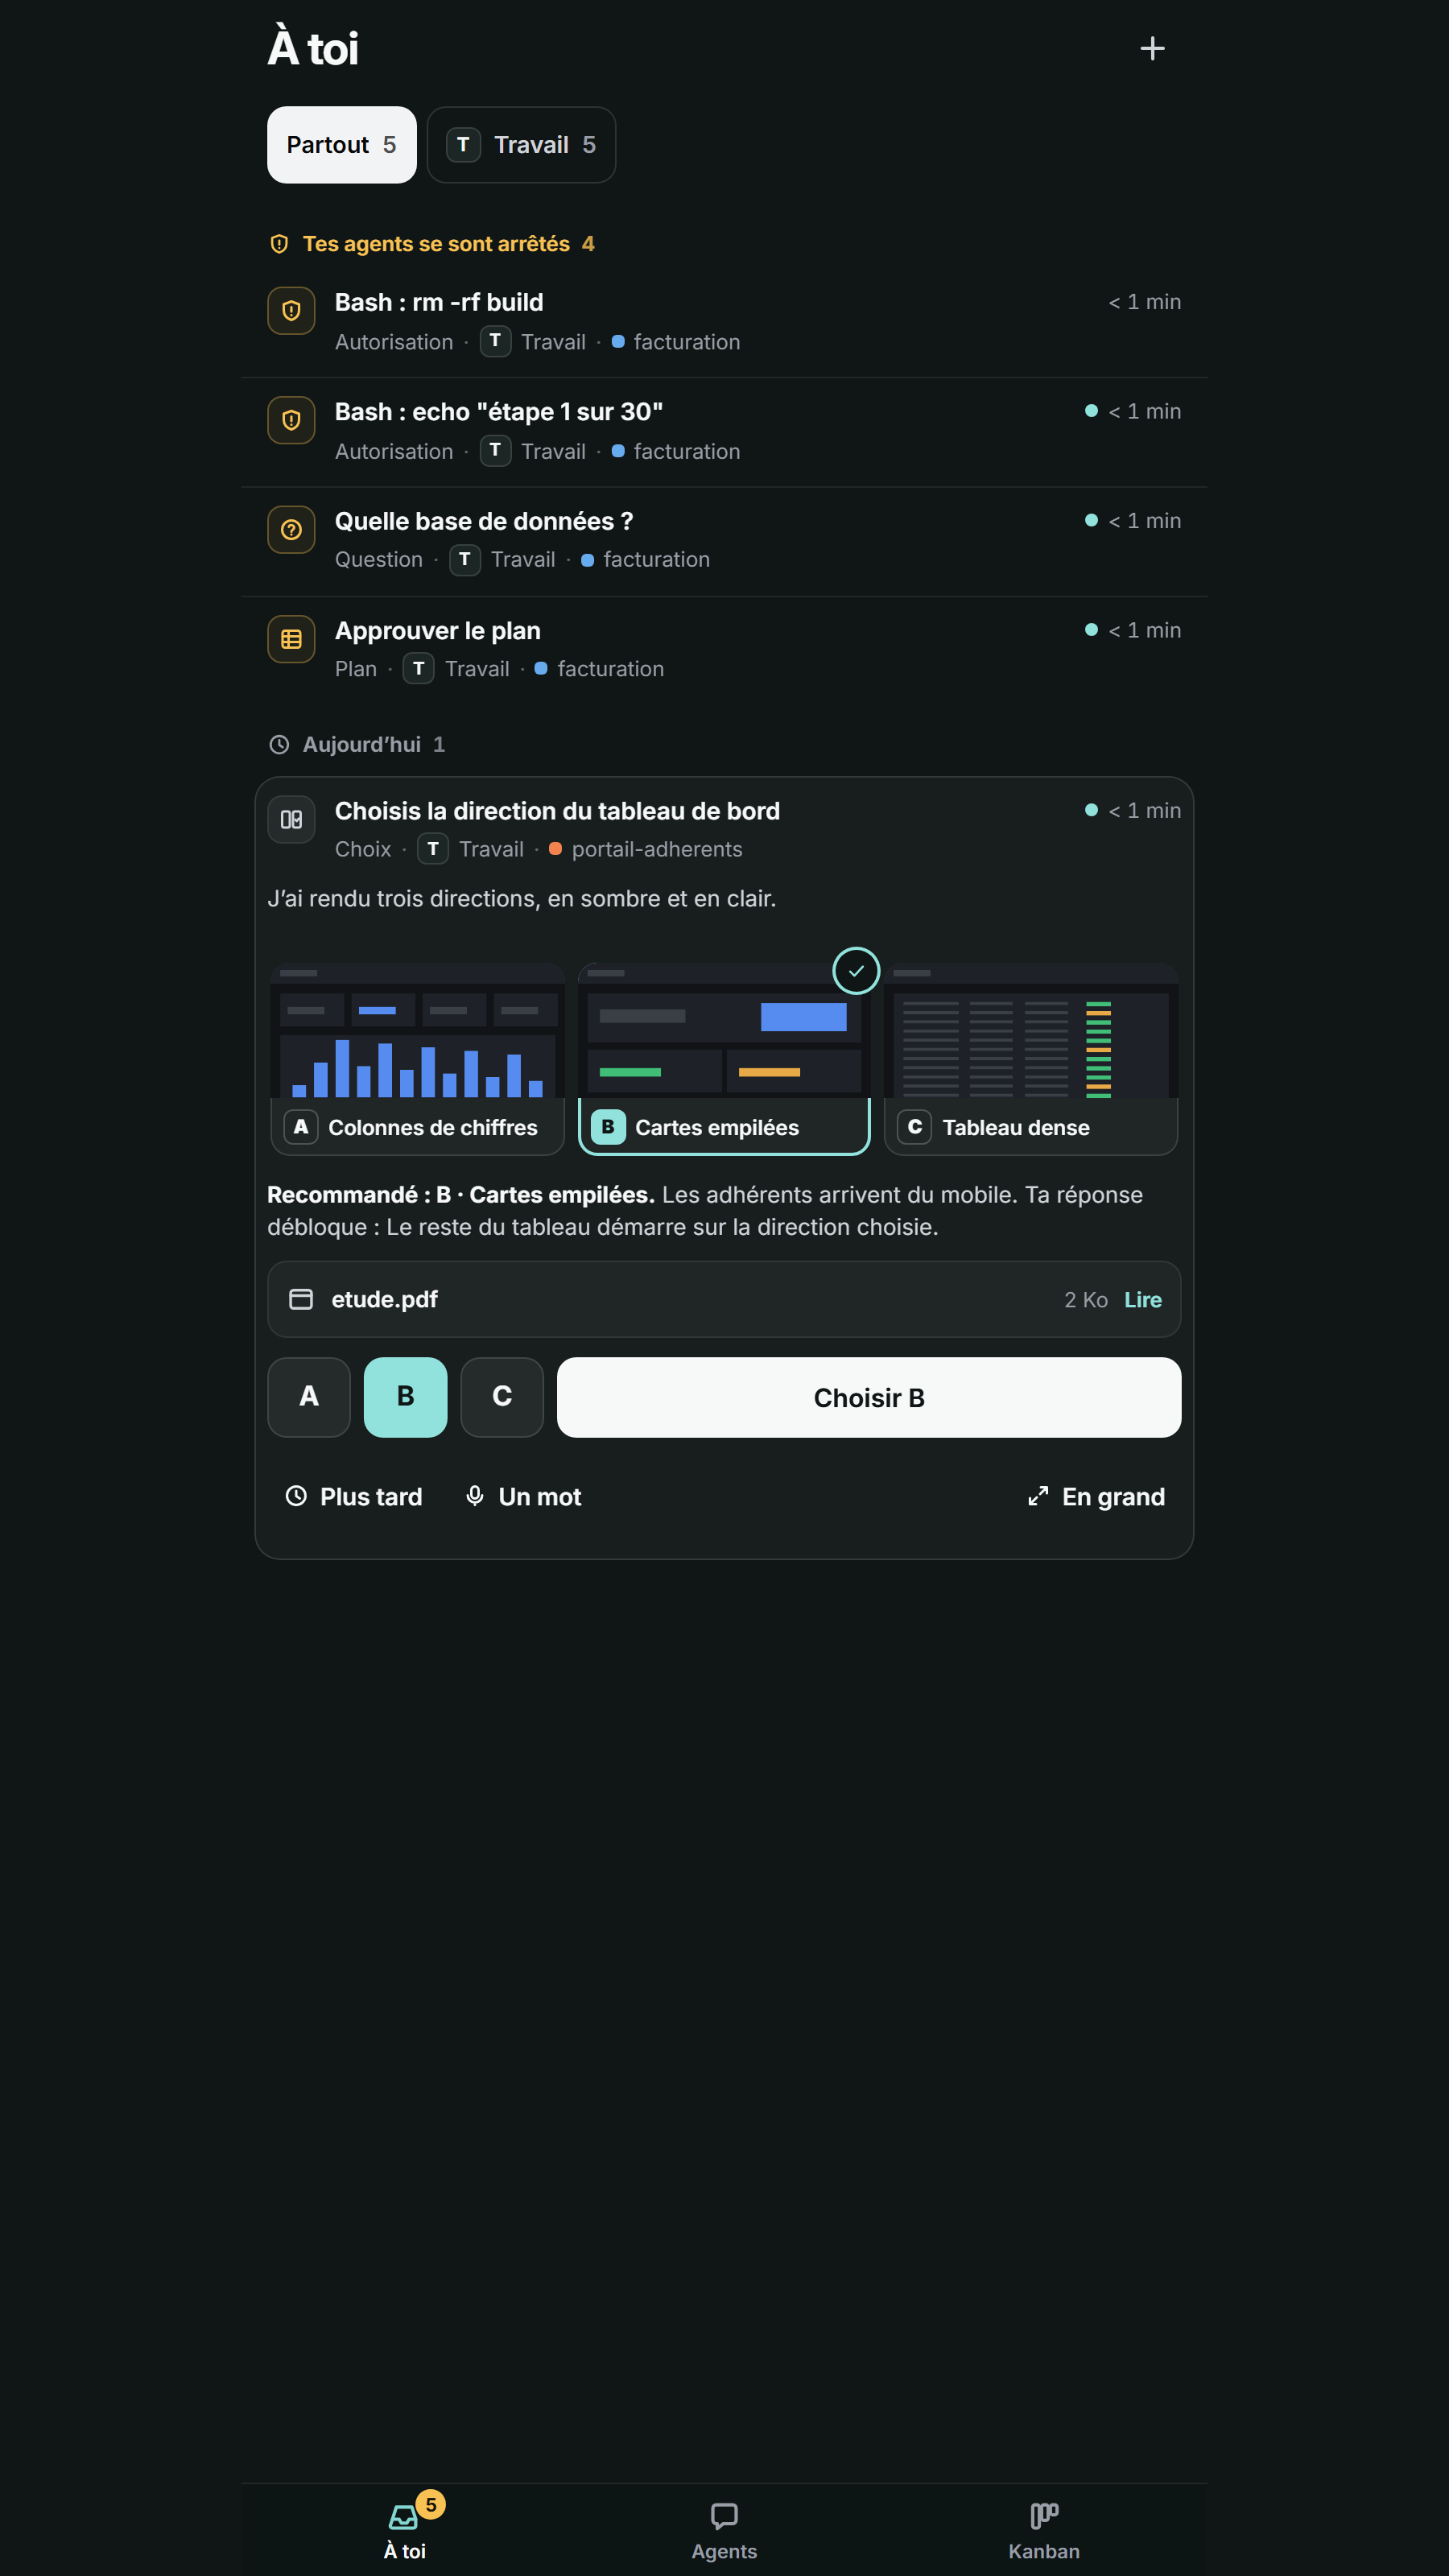 À toi
Partout 5
T Travail 5
Tes agents se sont arrêtés 4
Bash : rm -rf build
< 1 min
Autorisation · T Travail · facturation
Bash : echo "étape 1 sur 30"
< 1 min
Autorisation · T Travail · facturation
Quelle base de données ?
< 1 min
Question · T Travail · facturation
Approuver le plan
< 1 min
Plan · T Travail · facturation
Aujourd’hui 1
Choisis la direction du tableau de bord
< 1 min
Choix · T Travail · portail-adherents
J’ai rendu trois directions, en sombre et en clair.
A Colonnes de chiffres
B Cartes empilées
C Tableau dense
Recommandé : B · Cartes empilées. Les adhérents arrivent du mobile. Ta réponse
débloque : Le reste du tableau démarre sur la direction choisie.
etude.pdf
2 Ko Lire
A
B
C
Choisir B
Plus tard
Un mot
En grand
5
À toi
Agents
Kanban